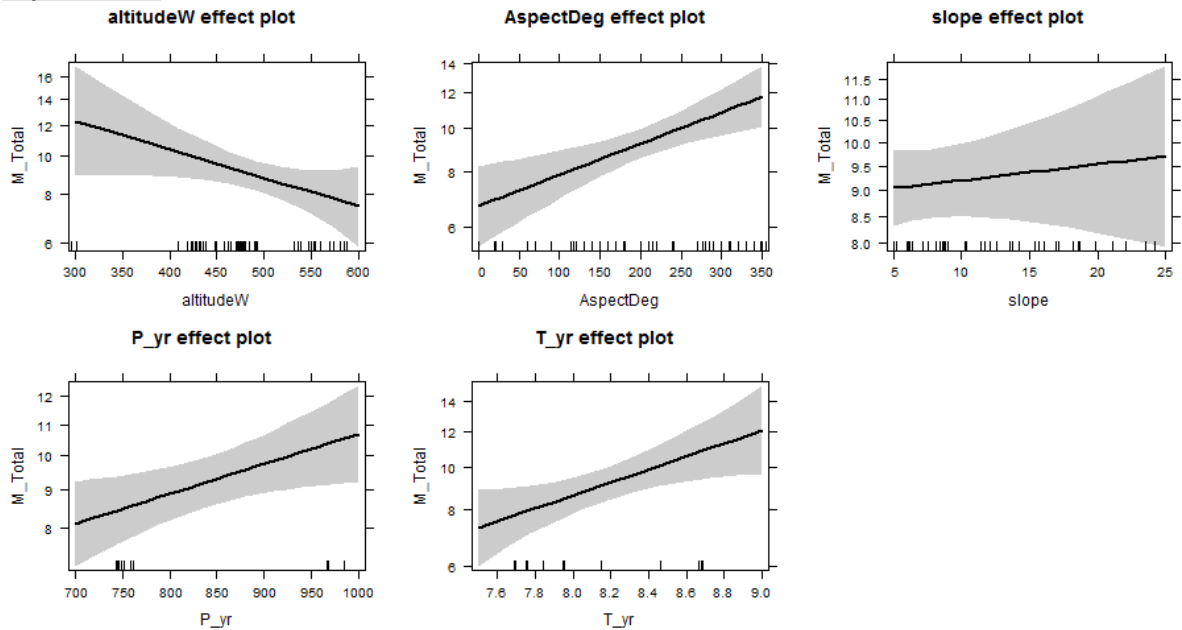 altitudeW effect plot
M_Total
16
14
12
10
8
6
300 350 400 450 500 550 600
altitudeW
AspectDeg effect plot
M_Total
14
12
10
8
6
0 50 100 150 200 250 300 350
AspectDeg
slope effect plot
M_Total
11.5
11.0
10.5
10.0
9.5
9.0
8.5
8.0
5 10 15 20 25
slope
P_yr effect plot
M_Total
12
11
10
9
8
700 750 800 850 900 950 1000
P_yr
T_yr effect plot
M_Total
14
12
10
8
6
7.6 7.8 8.0 8.2 8.4 8.6 8.8 9.0
T_yr